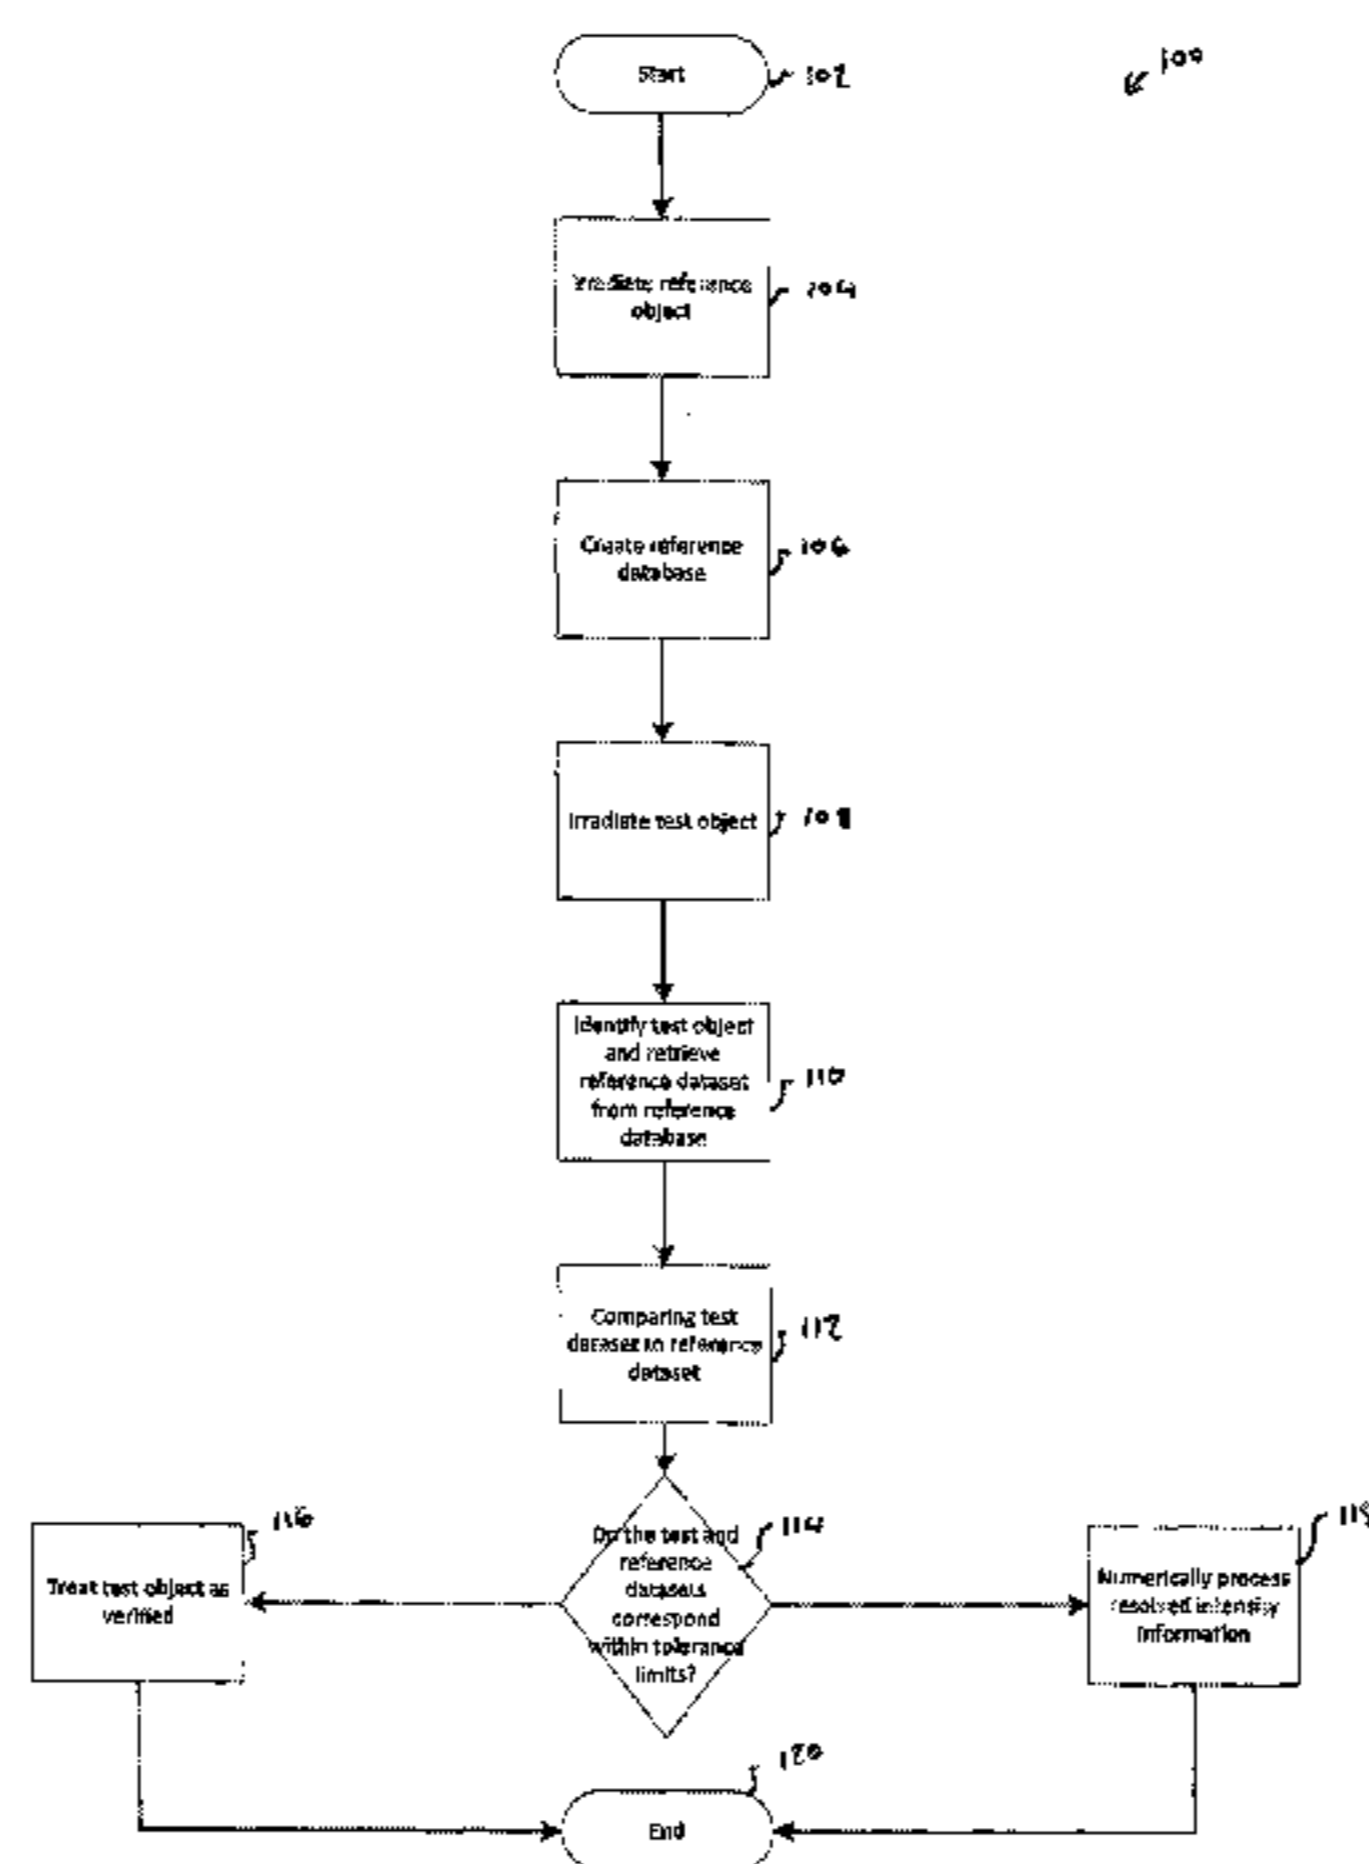 Start
102
100
Irradiate reference
object
104
Create reference
database
106
Irradiate test object
108
Identify test object
and retrieve
reference dataset
from reference
database
110
Comparing test
dataset to reference
dataset
112
Do the test and
reference
datasets
correspond
within tolerance
limits?
114
Treat test object as
verified
116
Numerically process
resolved intensity
information
118
End
120